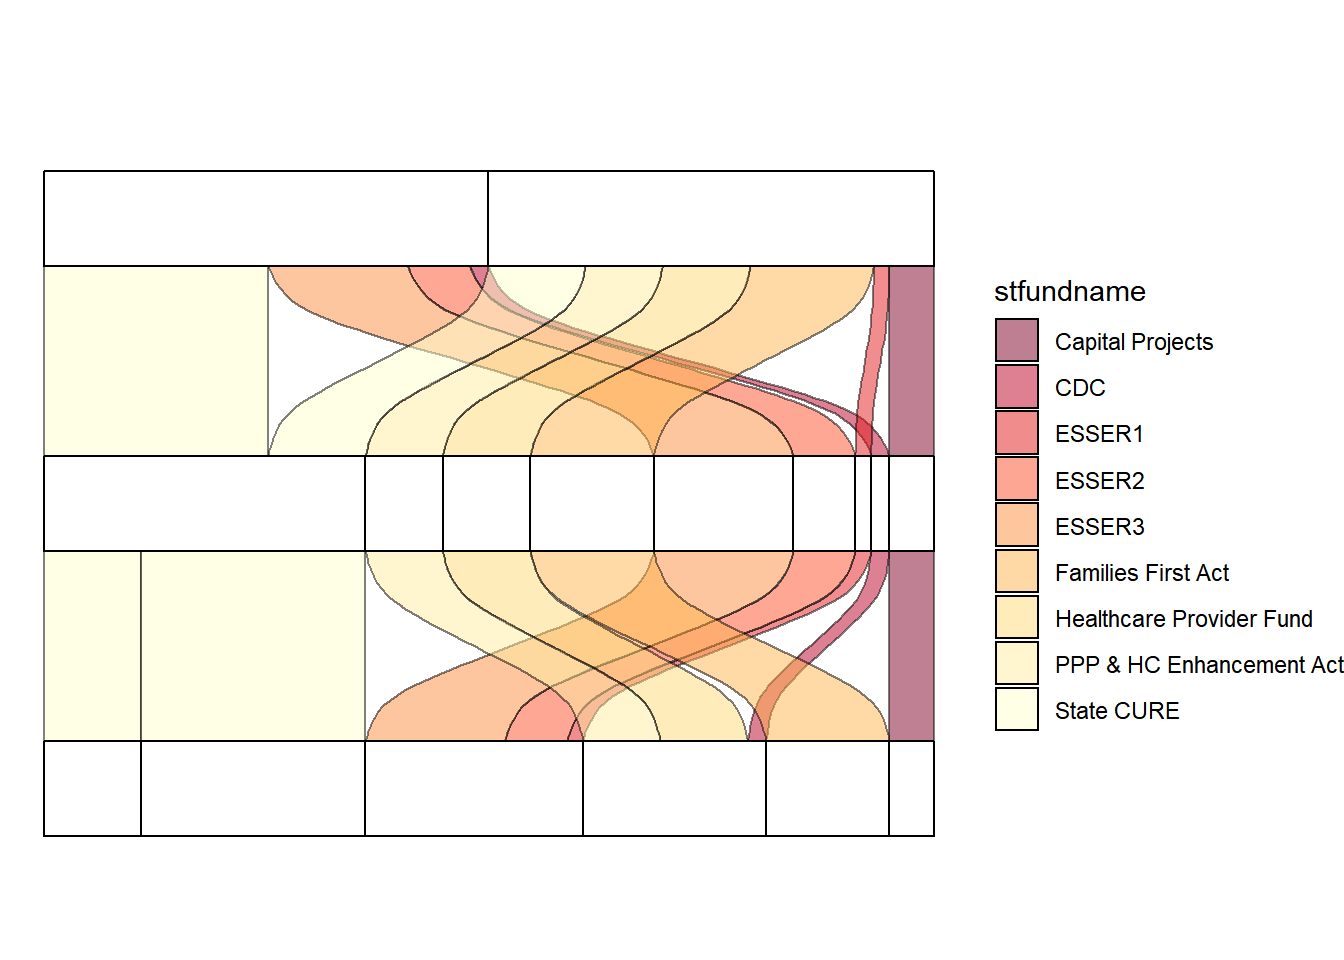 stfundname
Capital Projects
CDC
ESSER1
ESSER2
ESSER3
Families First Act
Healthcare Provider Fund
PPP & HC Enhancement Act
State CURE